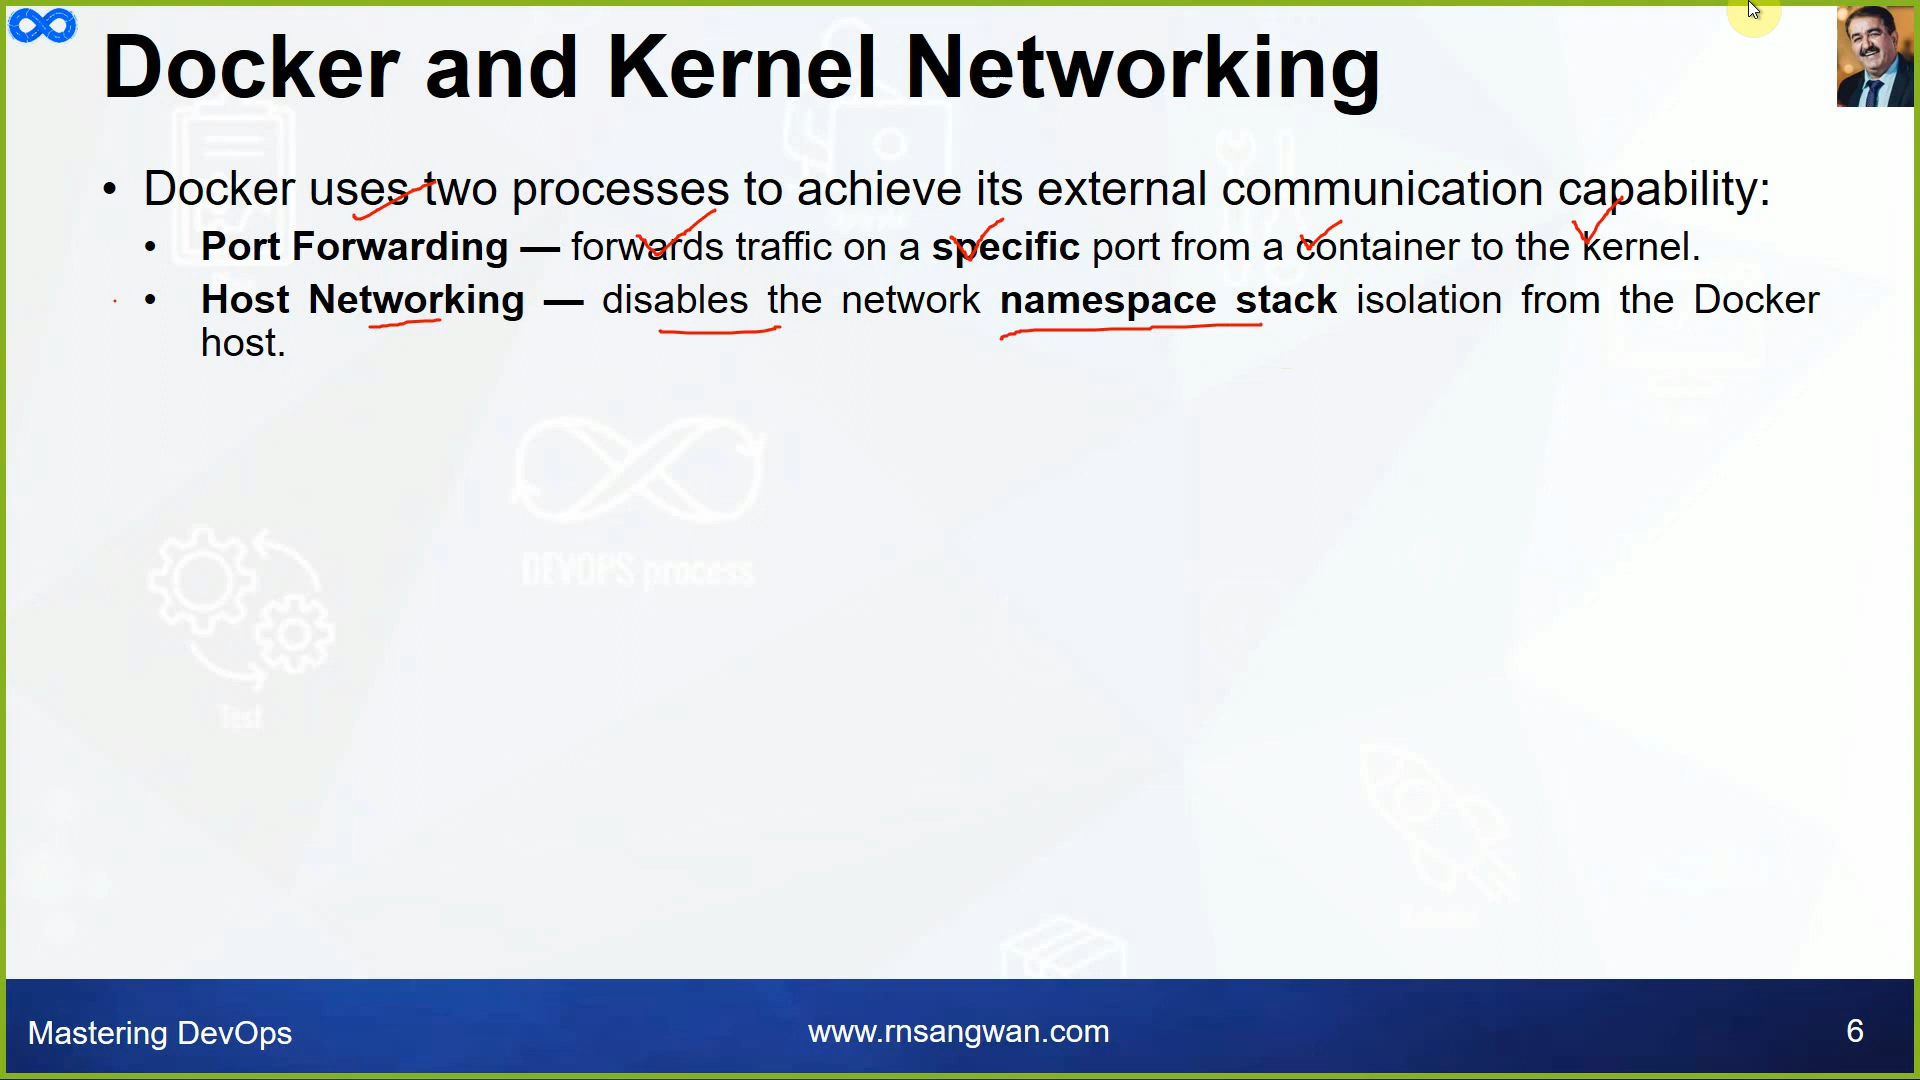 Docker and Kernel Networking
• Docker uses two processes to achieve its external communication capability:
• Port Forwarding — forwards traffic on a specific port from a container to the kernel.
• Host Networking — disables the network namespace stack isolation from the Docker
host.
DEVOPS process
Test
Mastering DevOps
www.rnsangwan.com
6